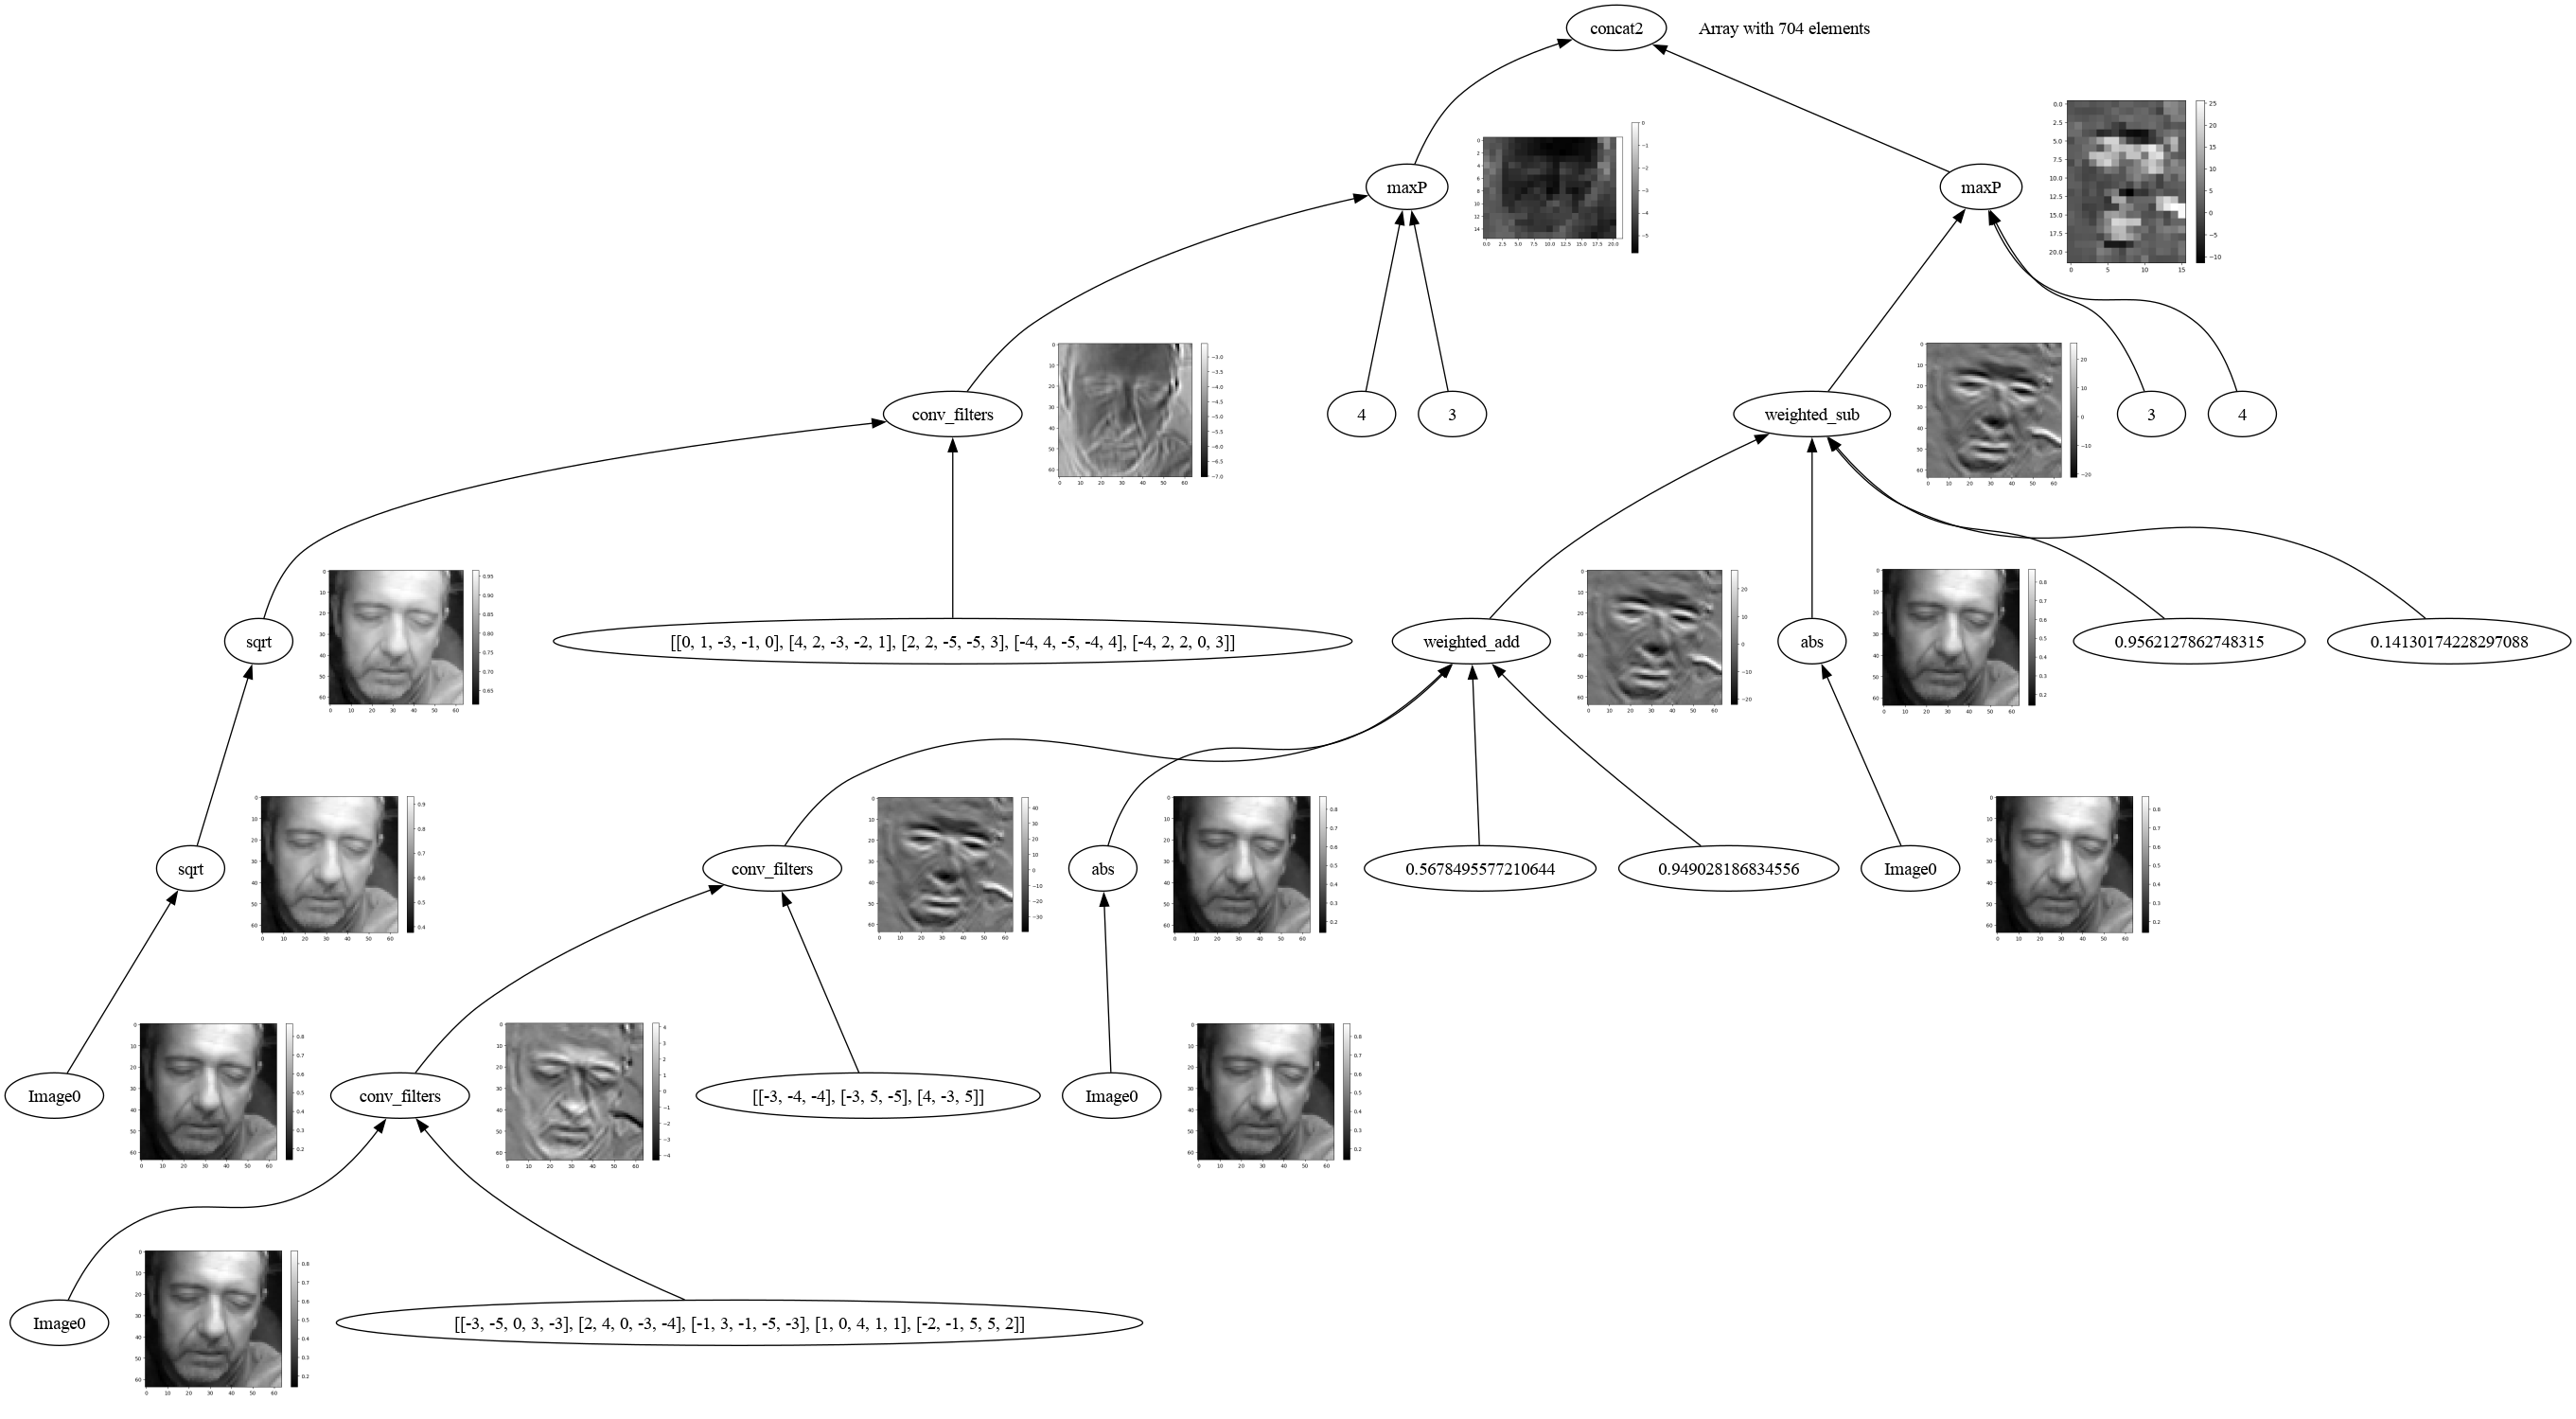 concat2 Array with 704 elements
maxP
maxP
conv_filters
4
3
weighted_sub
3
4
sqrt
[[0, 1, -3, -1, 0], [4, 2, -3, -2, 1], [2, 2, -5, -5, 3], [-4, 4, -5, -4, 4], [-4, 2, 2, 0, 3]]
weighted_add
abs
0.9562127862748315
0.14130174228297088
sqrt
conv_filters
abs
0.5678495577210644
0.949028186834556
Image0
Image0
conv_filters
[[-3, -4, -4], [-3, 5, -5], [4, -3, 5]]
Image0
Image0
[[-3, -5, 0, 3, -3], [2, 4, 0, -3, -4], [-1, 3, -1, -5, -3], [1, 0, 4, 1, 1], [-2, -1, 5, 5, 2]]